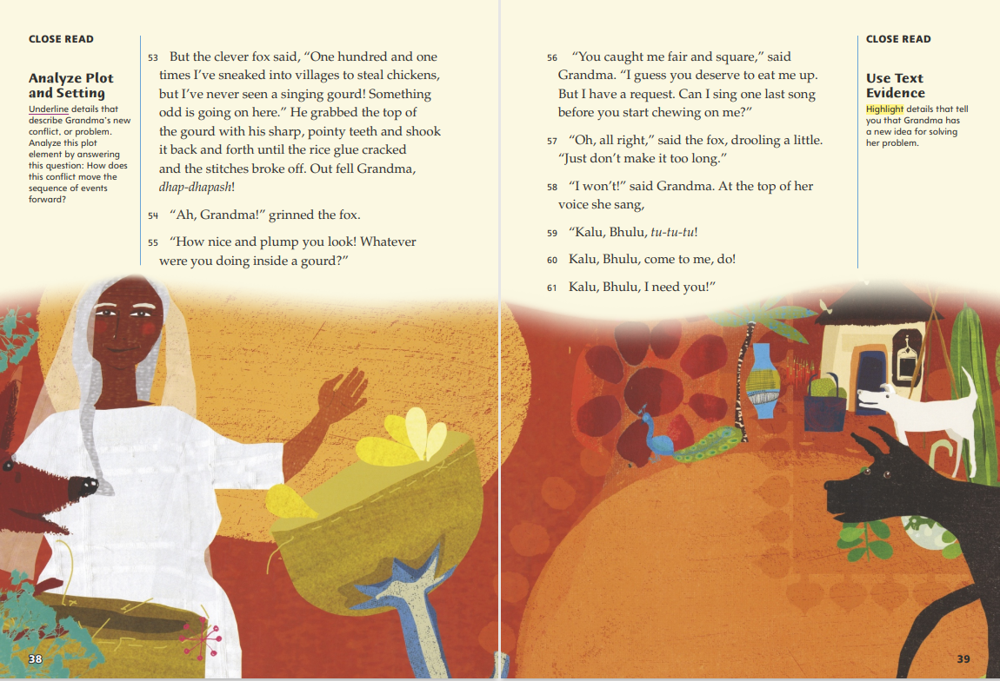 CLOSE READ
Analyze Plot
and Setting
Underline details that
describe Grandma's new
conflict, or problem.
Analyze this plot
element by answering
this question: How does
this conflict move the
sequence of events
forward?
53 But the clever fox said, “One hundred and one
times I’ve sneaked into villages to steal chickens,
but I’ve never seen a singing gourd! Something
odd is going on here.” He grabbed the top of
the gourd with his sharp, pointy teeth and shook
it back and forth until the rice glue cracked
and the stitches broke off. Out fell Grandma,
dhap-dhapash!
54 “Ah, Grandma!” grinned the fox.
55 “How nice and plump you look! Whatever
were you doing inside a gourd?”
38
56 “You caught me fair and square,” said
Grandma. “I guess you deserve to eat me up.
But I have a request. Can I sing one last song
before you start chewing on me?”
57 “Oh, all right,” said the fox, drooling a little.
“Just don’t make it too long.”
58 “I won’t!” said Grandma. At the top of her
voice she sang,
59 “Kalu, Bhulu, tu-tu-tu!
60 Kalu, Bhulu, come to me, do!
61 Kalu, Bhulu, I need you!”
CLOSE READ
Use Text
Evidence
Highlight details that tell
you that Grandma has
a new idea for solving
her problem.
39